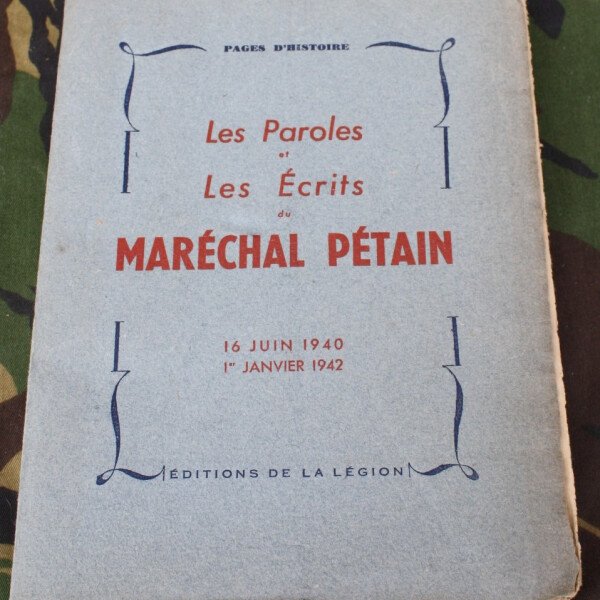 PAGES D'HISTOIRE
Les Paroles
et
Les Écrits
du
MARÉCHAL PÉTAIN
16 JUIN 1940
1er JANVIER 1942
ÉDITIONS DE LA LÉGION